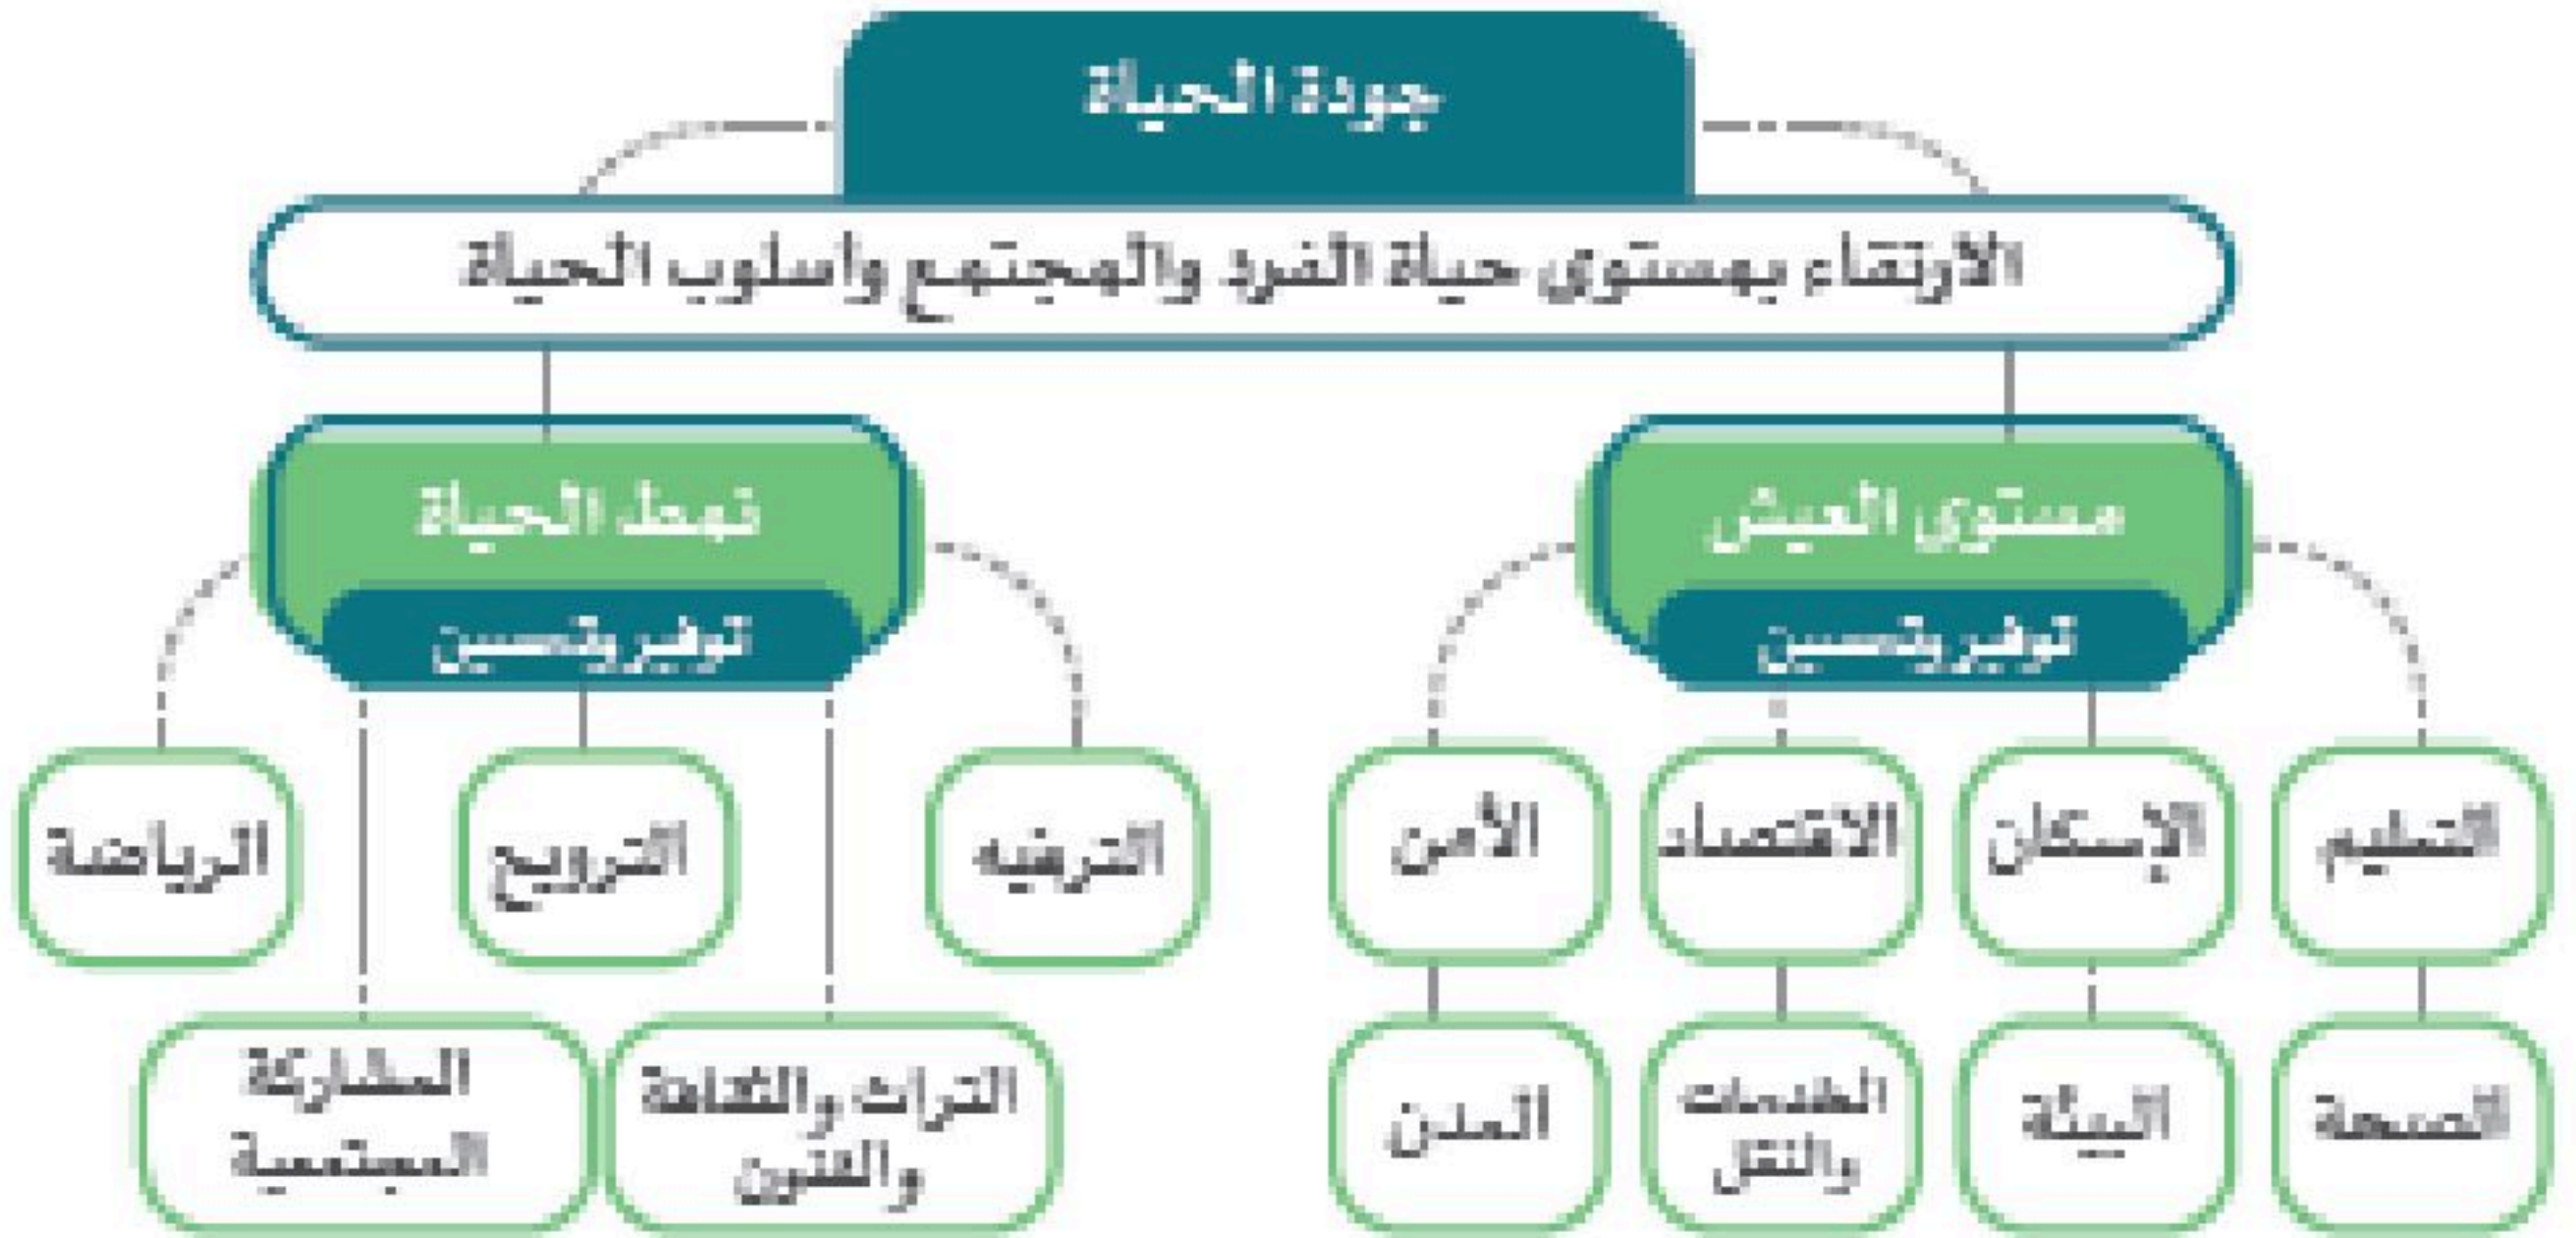 جودة الحياة
الارتقاء بمستوى حياة الفرد والمجتمع وأسلوب الحياة
مستوى العيش
توفير وتحسين
نمط الحياة
توفير وتحسين
التعليم
الإسكان
الاقتصاد
الأمن
الصحة
البيئة
الخدمات
والنقل
المدن
الترفيه
الترويح
الرياضة
التراث والثقافة
والفنون
المشاركة
المجتمعية